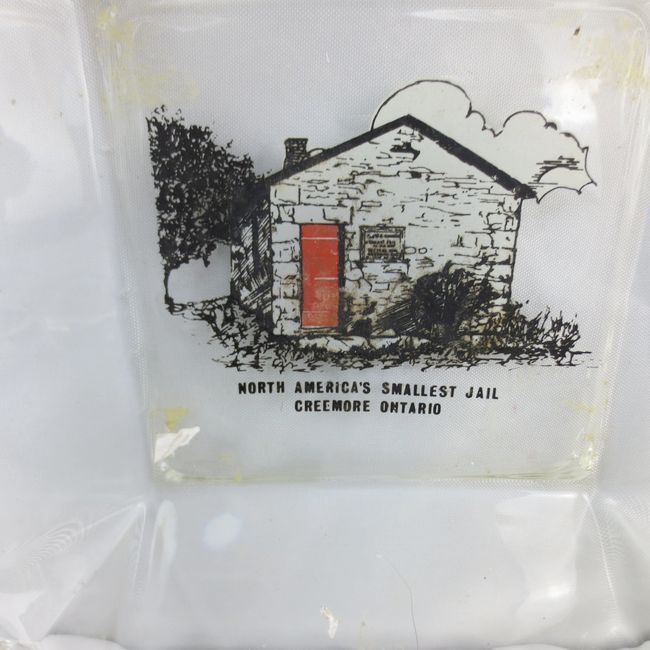 NORTH AMERICA'S SMALLEST JAIL
CREEMORE ONTARIO